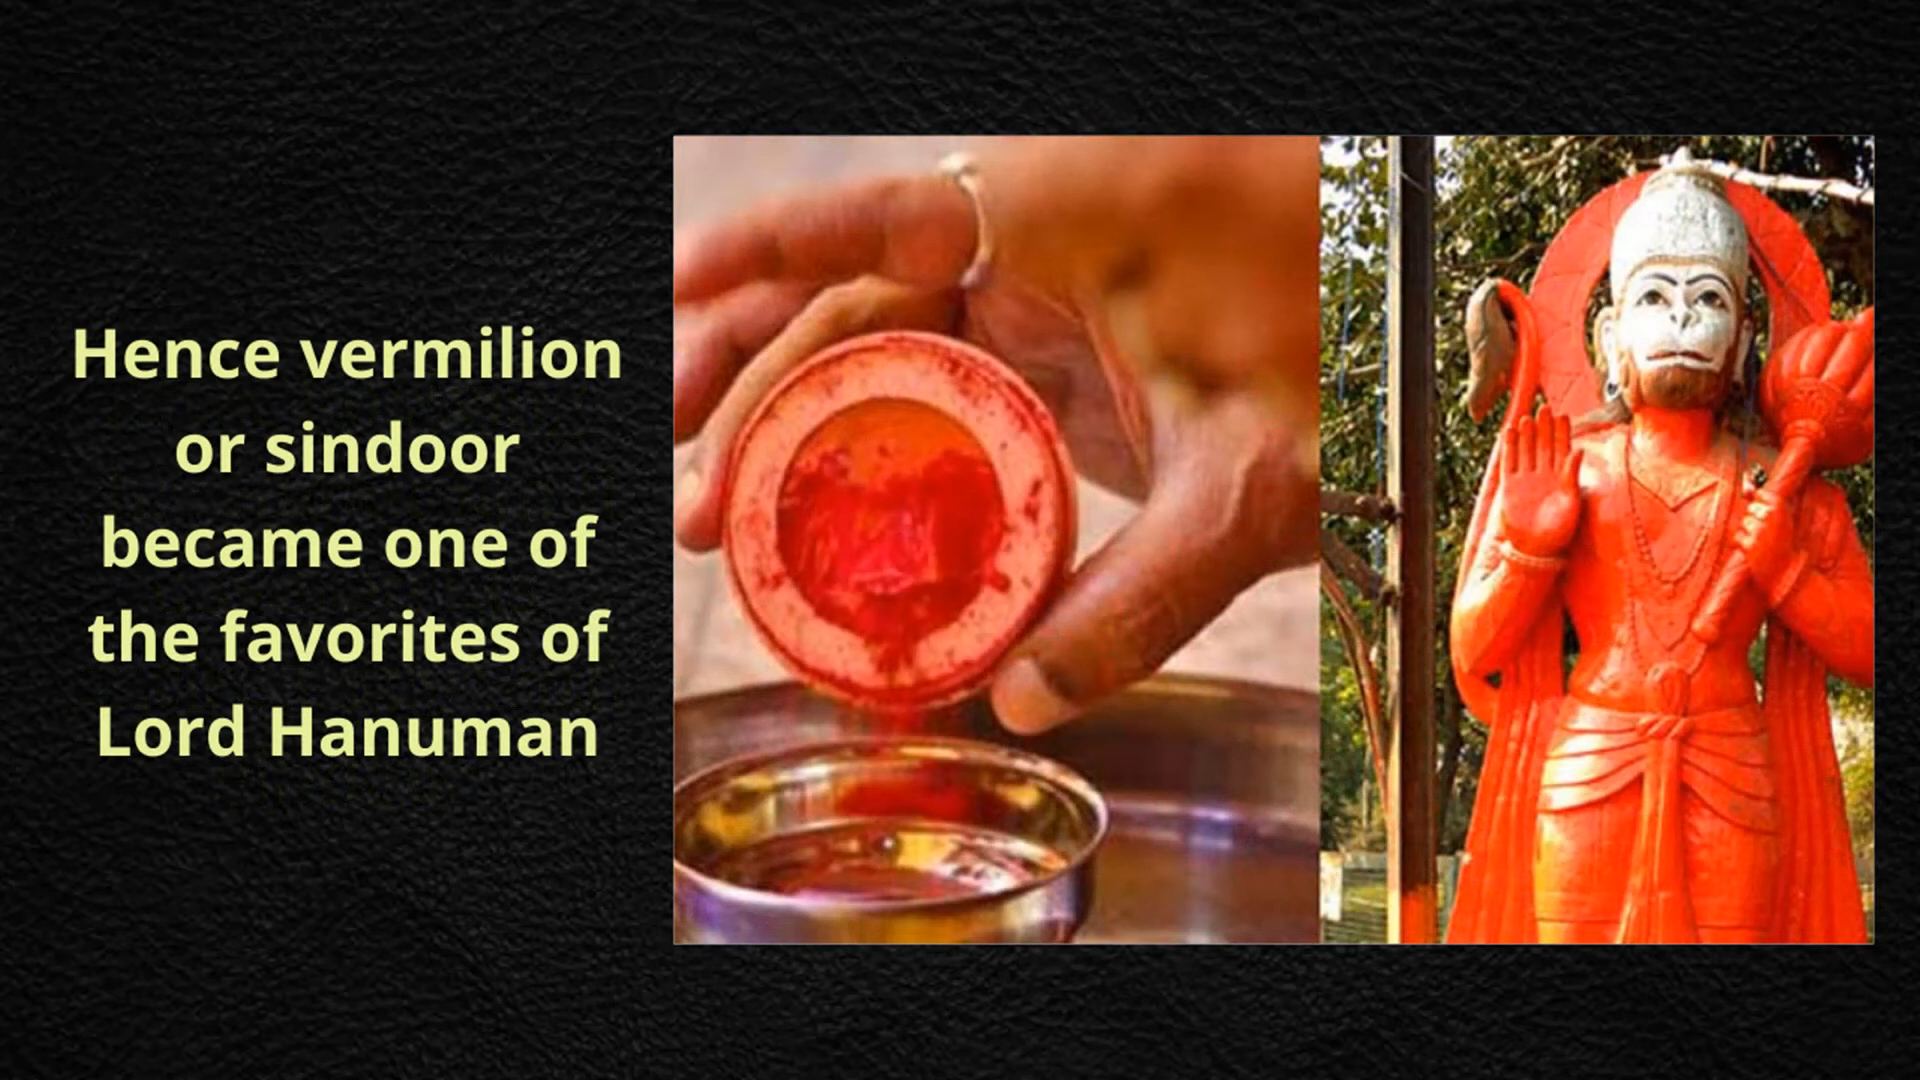 Hence vermilion
or sindoor
became one of
the favorites of
Lord Hanuman